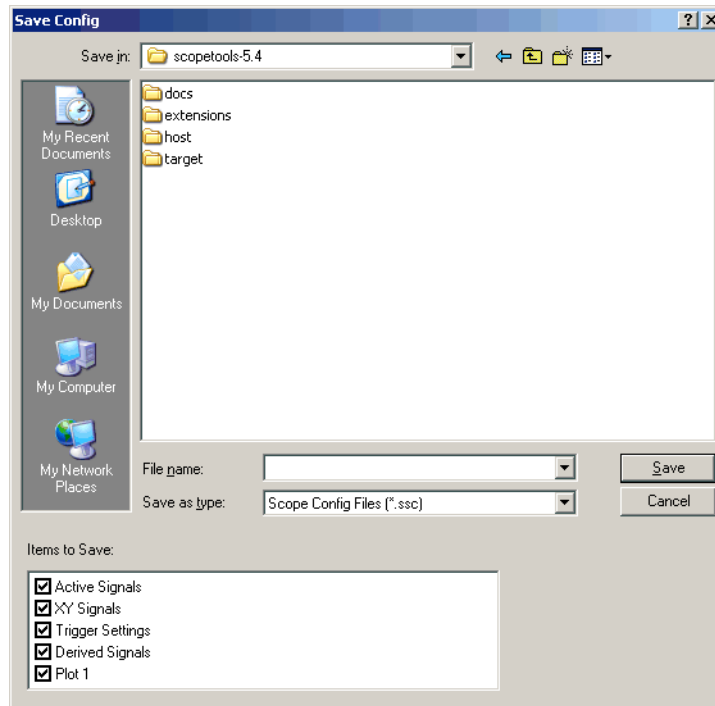 Save Config
Save in: scopetools-5.4
docs
extensions
host
target
My Recent
Documents
Desktop
My Documents
My Computer
My Network
Places
File name:
Save
Save as type: Scope Config Files (*.ssc)
Cancel
Items to Save:
Active Signals
XY Signals
Trigger Settings
Derived Signals
Plot 1